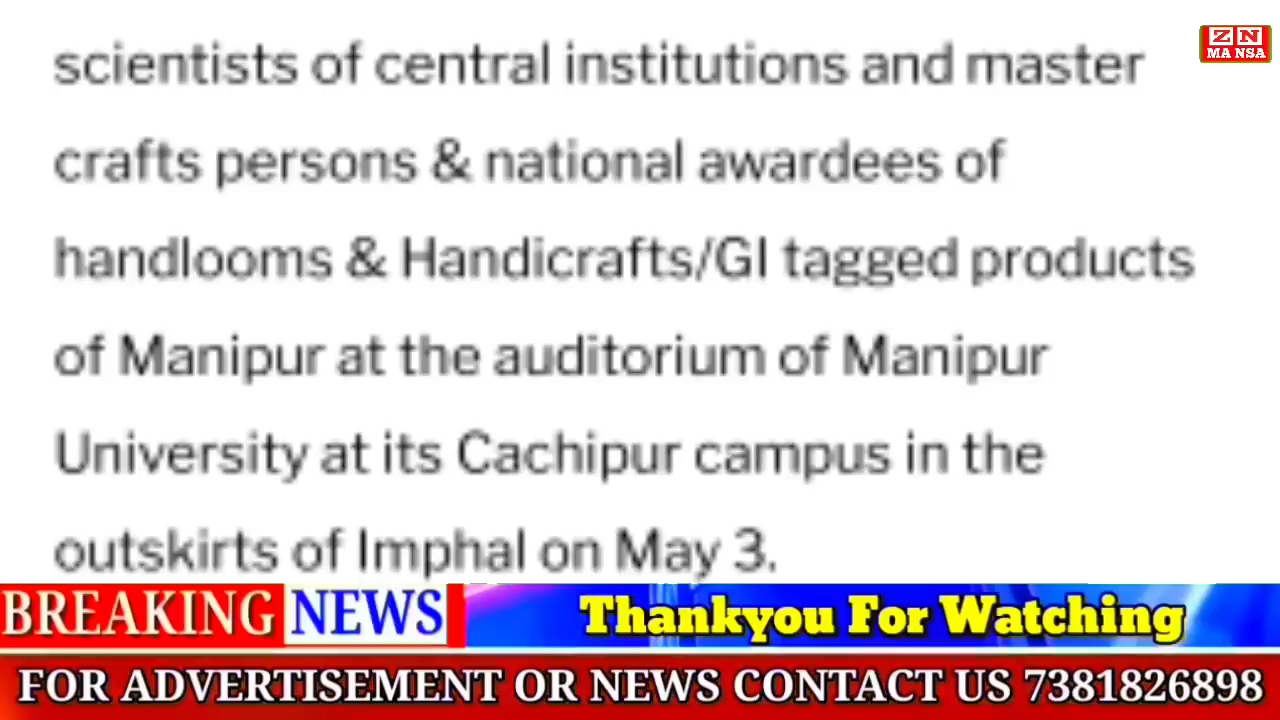 ZN
MANSA
scientists of central institutions and master
crafts persons & national awardees of
handlooms & Handicrafts/GI tagged products
of Manipur at the auditorium of Manipur
University at its Cachipur campus in the
outskirts of Imphal on May 3.
BREAKING NEWS
Thankyou For Watching
FOR ADVERTISEMENT OR NEWS CONTACT US 7381826898